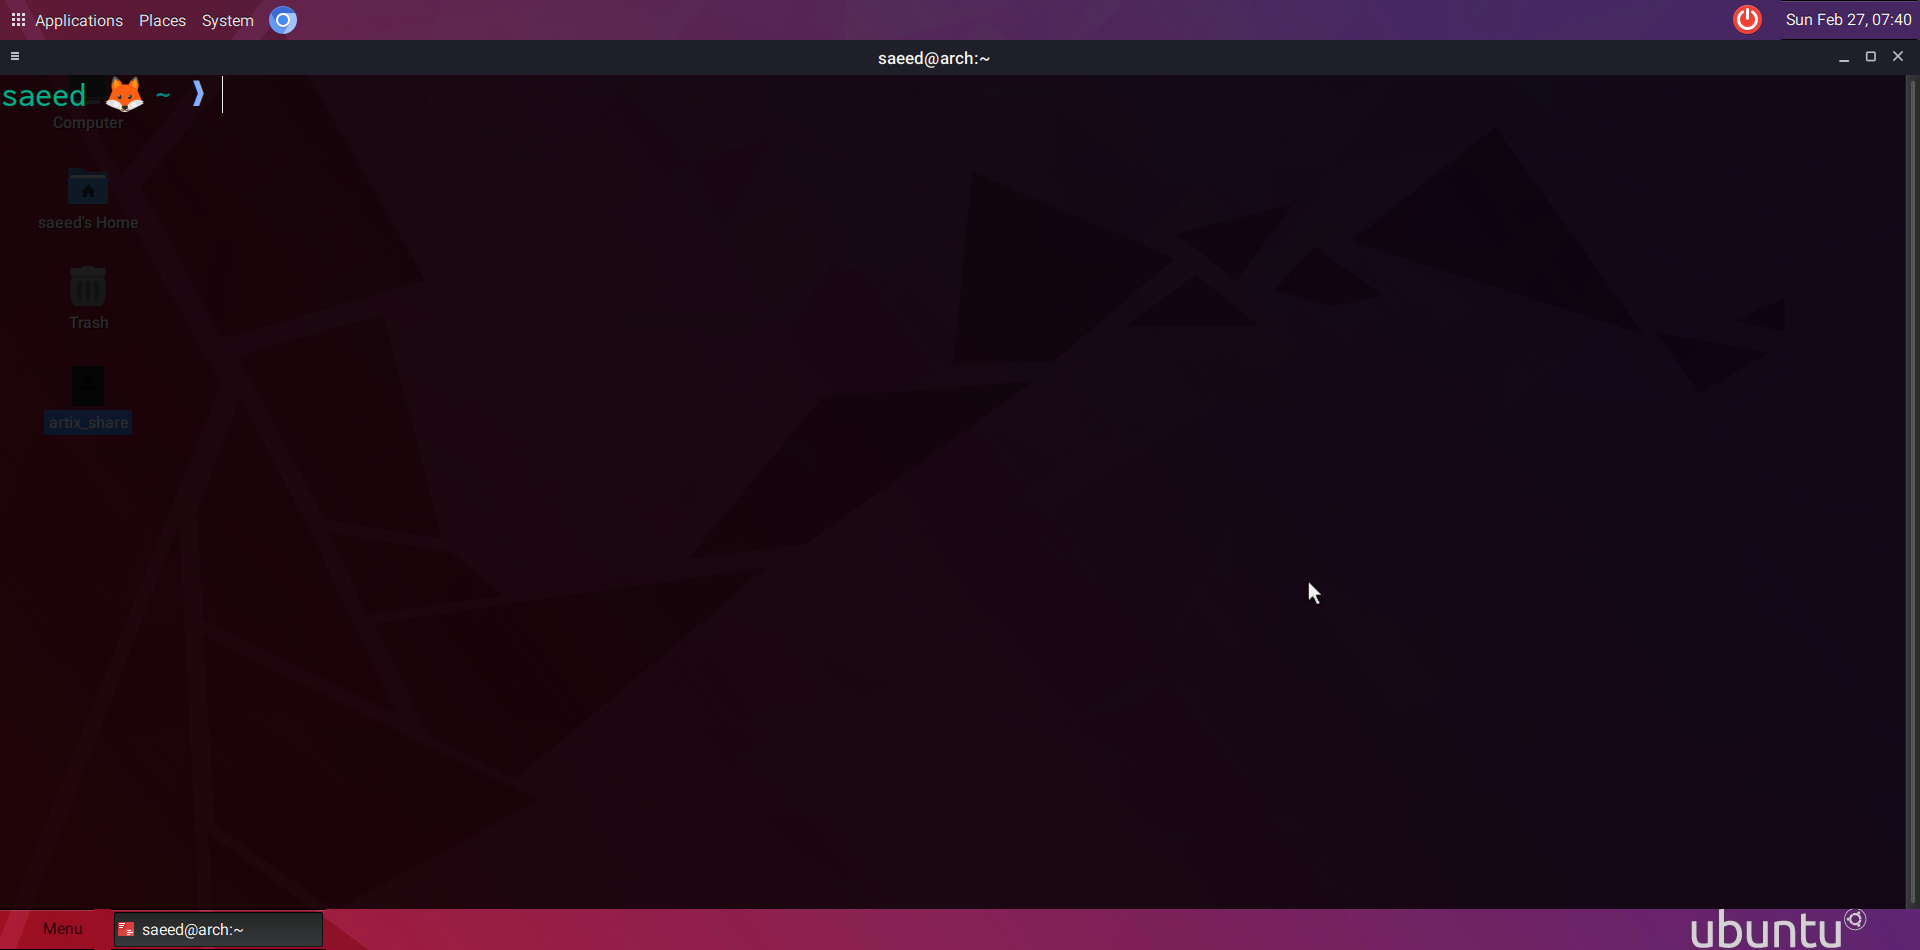 Applications Places System Sun Feb 27, 07:40
saeed@arch:~
saeed 🦊 ~ ❱
Computer
saeed's Home
Trash
artix_share
Menu saeed@arch:~ ubuntu